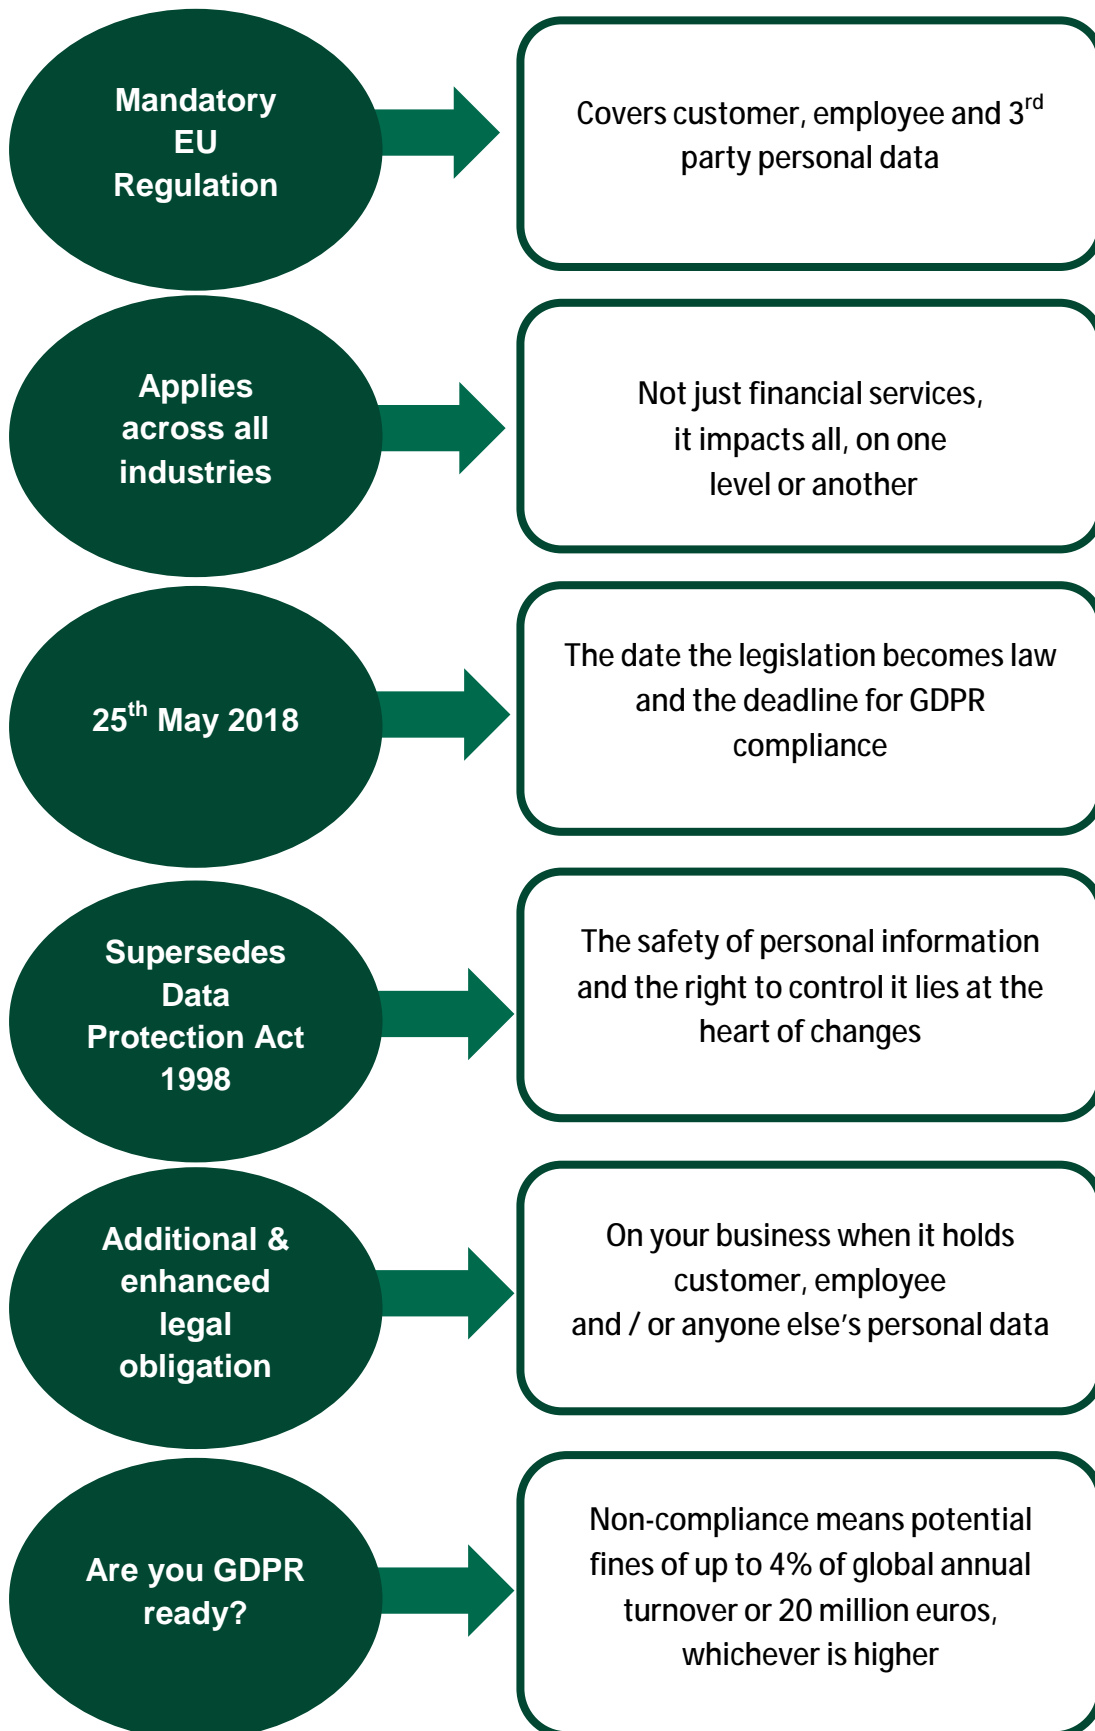 Mandatory
EU
Regulation
Covers customer, employee and 3rd
party personal data
Applies
across all
industries
Not just financial services,
it impacts all, on one
level or another
25th May 2018
The date the legislation becomes law
and the deadline for GDPR
compliance
Supersedes
Data
Protection Act
1998
The safety of personal information
and the right to control it lies at the
heart of changes
Additional &
enhanced
legal
obligation
On your business when it holds
customer, employee
and / or anyone else's personal data
Are you GDPR
ready?
Non-compliance means potential
fines of up to 4% of global annual
turnover or 20 million euros,
whichever is higher